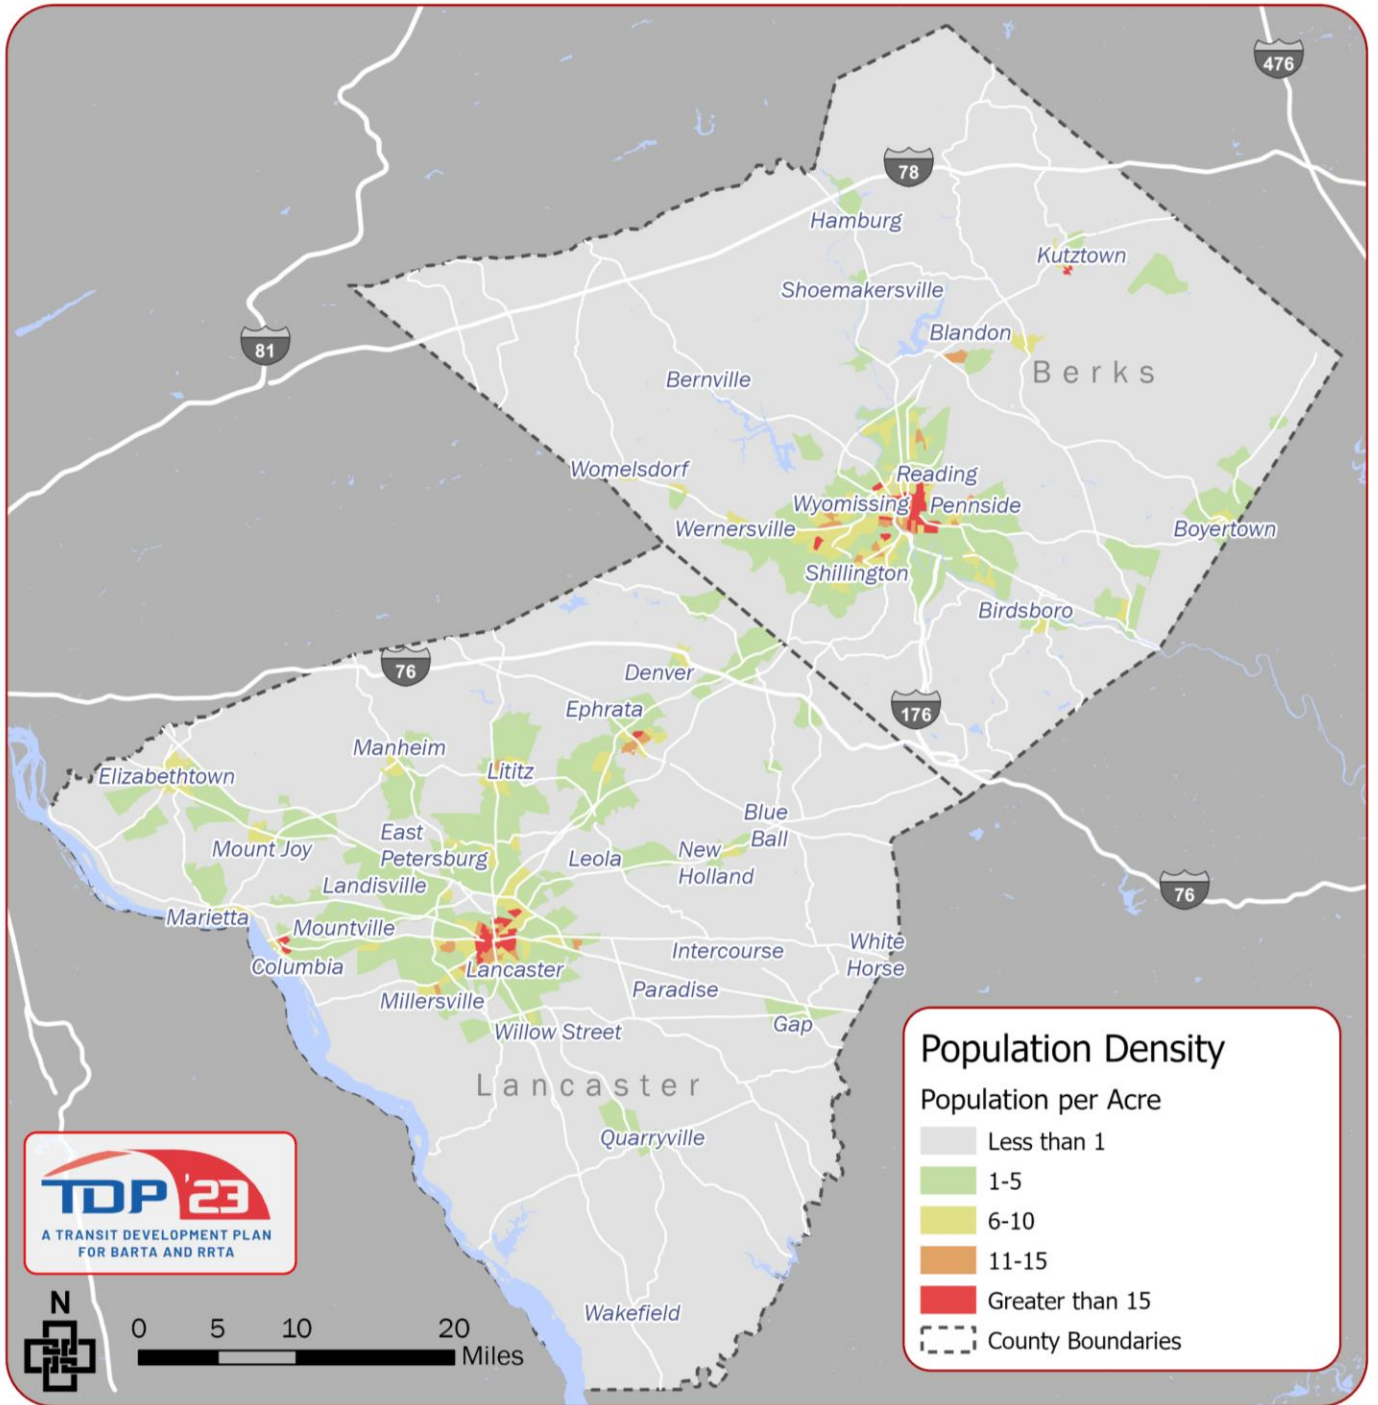 476
78
Hamburg
Kutztown
Shoemakersville
Blandon
81
Berks
Bernville
Womelsdorf
Reading
Wyomissing
Pennside
Wernersville
Boyertown
Shillington
Birdsboro
76
Denver
176
Ephrata
Manheim
Lititz
Elizabethtown
Blue
Ball
East
Petersburg
Mount Joy
Leola
New
Holland
Landisville
76
Marietta
Mountville
Intercourse
White
Horse
Columbia
Lancaster
Paradise
Millersville
Gap
Willow Street
Lancaster
Quarryville
Wakefield
Population Density
Population per Acre
Less than 1
1-5
6-10
11-15
Greater than 15
County Boundaries
TDP '23
A TRANSIT DEVELOPMENT PLAN
FOR BARTA AND RRTA
N
0 5 10 20
Miles